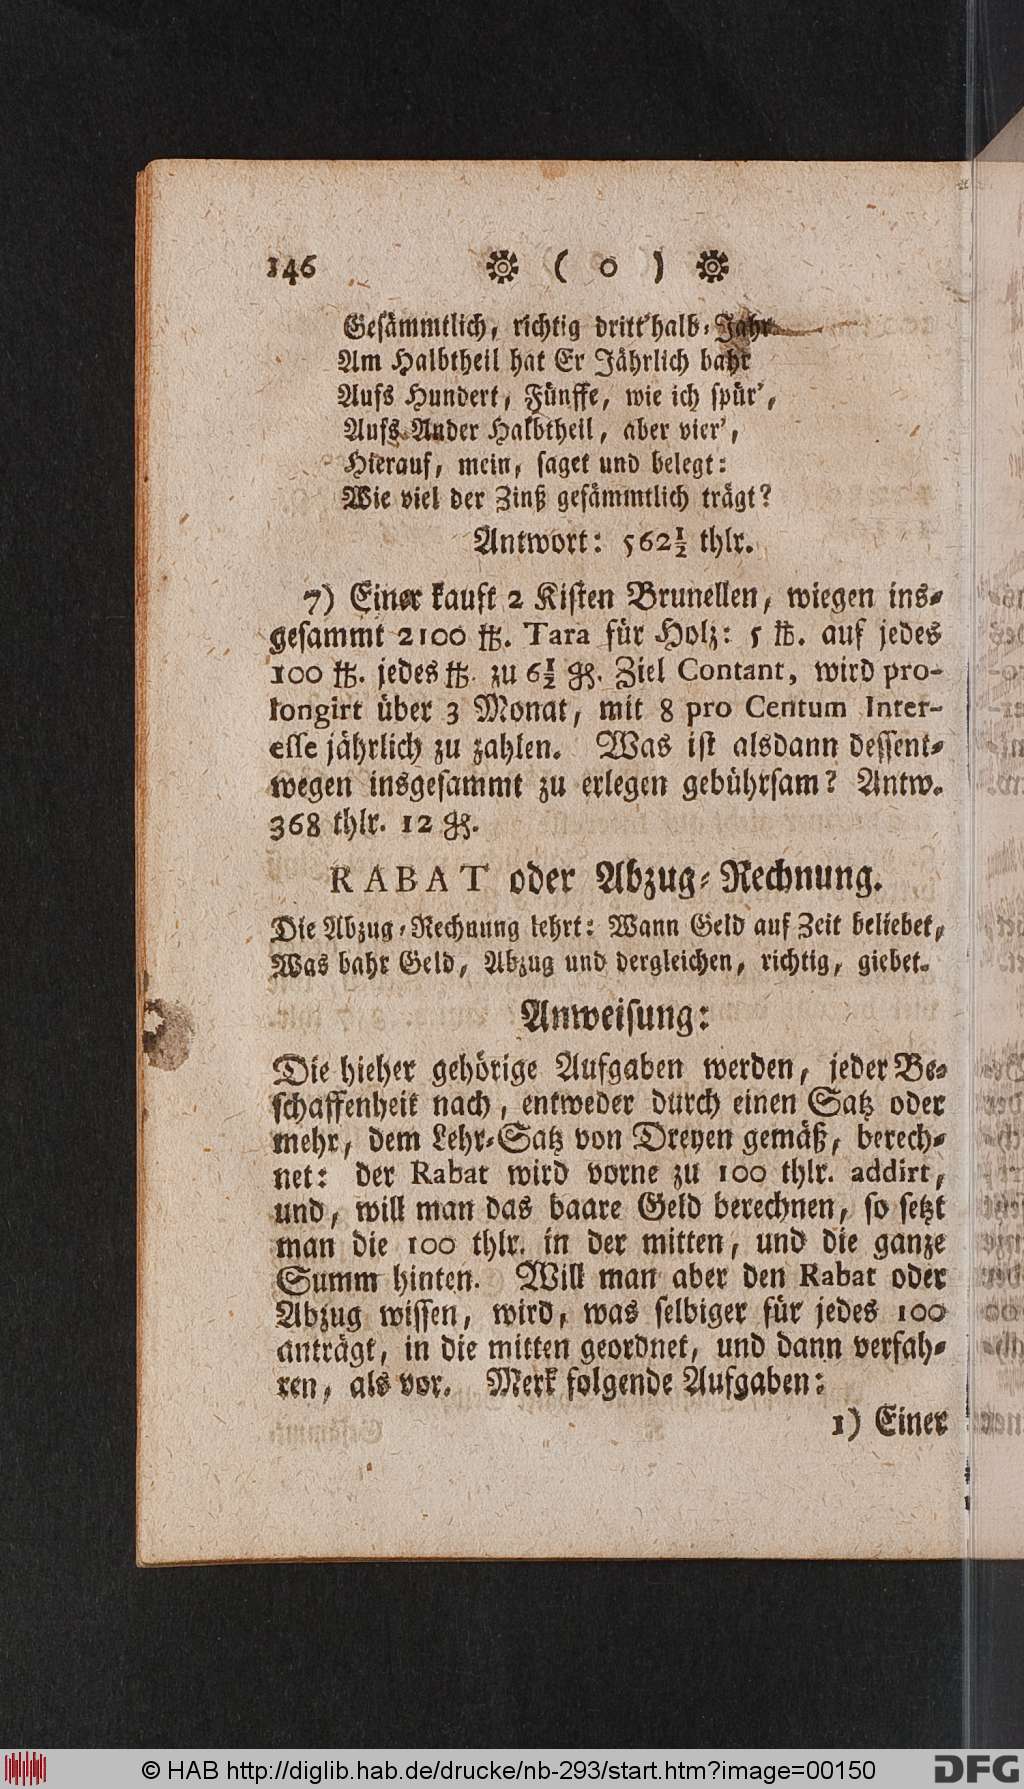 146 ( 0 )
Gesämmtlich, richtig dritt'halb-Jahr
Am Halbtheil hat Er Jährlich bahr
Aufs Hundert, Fünffe, wie ich spür',
Aufs Ander Halbtheil, aber vier',
Hierauf, mein, saget und belegt:
Wie viel der Zinß gesämmtlich trägt?
Antwort: 562½ thlr.
7) Einer kauft 2 Kisten Brunellen, wiegen ins-
gesammt 2100 ℔. Tara für Holz: 5 ℔. auf jedes
100 ℔. jedes ℔. zu 6½ gg. Ziel Contant, wird pro-
longirt über 3 Monat, mit 8 pro Centum Inter-
esse jährlich zu zahlen. Was ist alsdann dessent-
wegen insgesammt zu erlegen gebührsam? Antw.
368 thlr. 12 gg.
RABAT oder Abzug-Rechnung.
Die Abzug-Rechnung lehrt: Wann Geld auf Zeit beliebet,
Was bahr Geld, Abzug und dergleichen, richtig, giebet.
Anweisung:
Die hieher gehörige Aufgaben werden, jeder Be-
schaffenheit nach, entweder durch einen Satz oder
mehr, dem Lehr-Satz von Dreyen gemäß, berech-
net: der Rabat wird vorne zu 100 thlr. addirt,
und, will man das baare Geld berechnen, so setzt
man die 100 thlr. in der mitten, und die ganze
Summ hinten. Will man aber den Rabat oder
Abzug wissen, wird, was selbiger für jedes 100
anträgt, in die mitten geordnet, und dann verfah-
ren, als vor. Merk folgende Aufgaben:
1) Einer
© HAB http://diglib.hab.de/drucke/nb-293/start.htm?image=00150
DFG